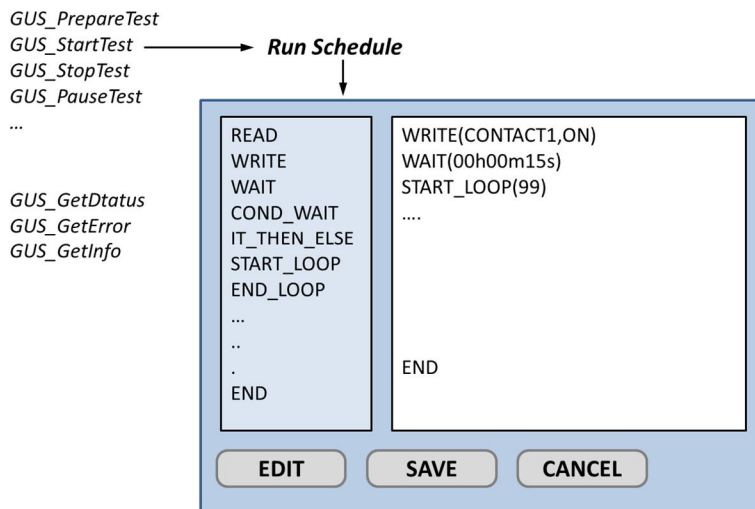 GUS_PrepareTest
GUS_StartTest
GUS_StopTest
GUS_PauseTest
...
GUS_GetDtatus
GUS_GetError
GUS_GetInfo
Run Schedule
READ
WRITE
WAIT
COND_WAIT
IT_THEN_ELSE
START_LOOP
END_LOOP
...
..
.
END
WRITE(CONTACT1,ON)
WAIT(00h00m15s)
START_LOOP(99)
....
END
EDIT
SAVE
CANCEL